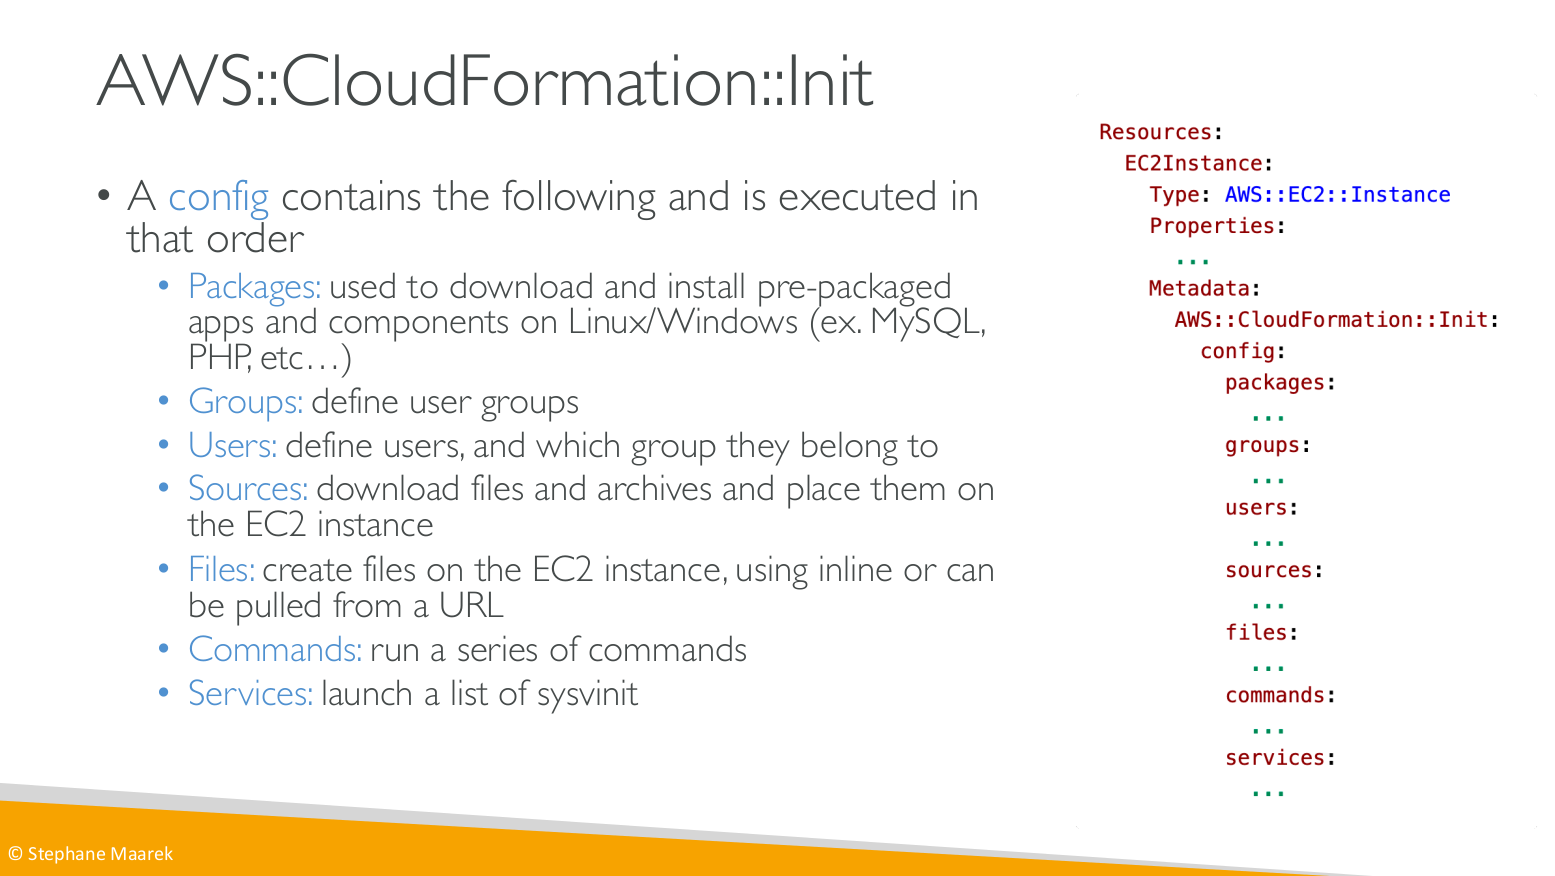 AWS::CloudFormation::Init
• A config contains the following and is executed in
that order
• Packages: used to download and install pre-packaged
apps and components on Linux/Windows (ex. MySQL,
PHP, etc…)
• Groups: define user groups
• Users: define users, and which group they belong to
• Sources: download files and archives and place them on
the EC2 instance
• Files: create files on the EC2 instance, using inline or can
be pulled from a URL
• Commands: run a series of commands
• Services: launch a list of sysvinit
Resources:
  EC2Instance:
    Type: AWS::EC2::Instance
    Properties:
      ...
    Metadata:
      AWS::CloudFormation::Init:
        config:
          packages:
            ...
          groups:
            ...
          users:
            ...
          sources:
            ...
          files:
            ...
          commands:
            ...
          services:
            ...
© Stephane Maarek